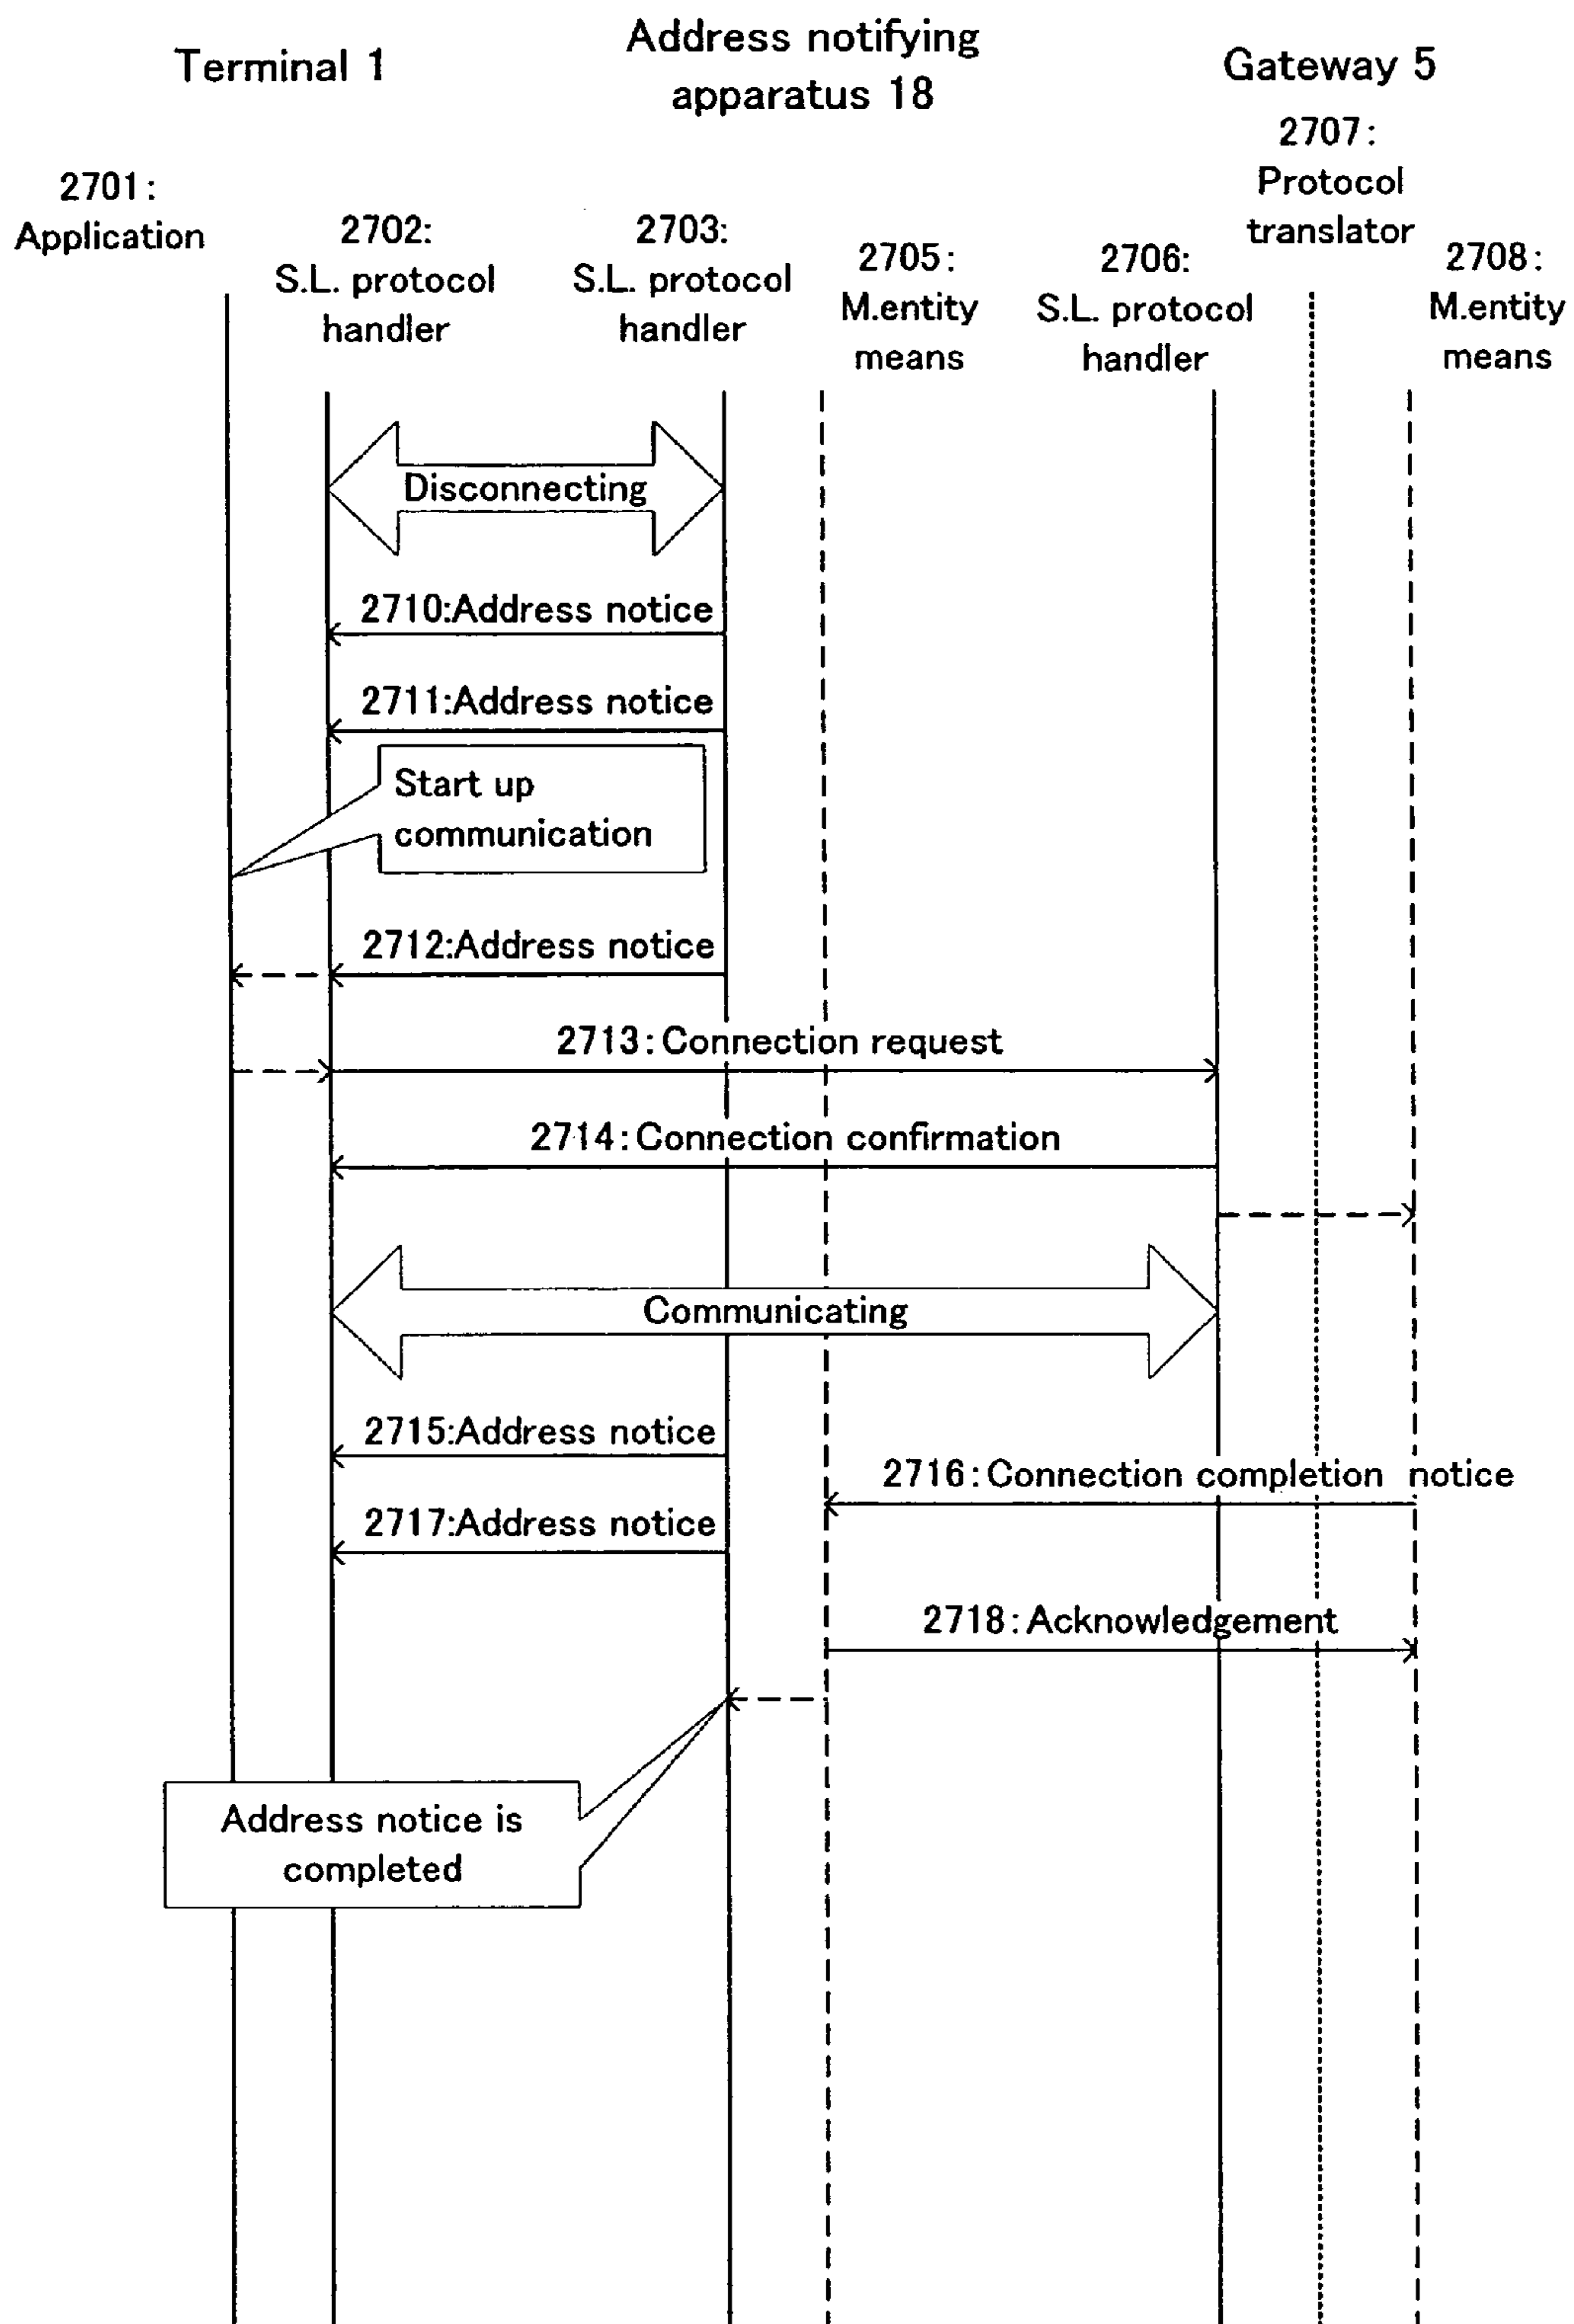 Terminal 1
Address notifying
apparatus 18
Gateway 5
2701:
Application
2702:
S.L. protocol
handler
2703:
S.L. protocol
handler
2705:
M.entity
means
2706:
S.L. protocol
handler
2707:
Protocol
translator
2708:
M.entity
means
Disconnecting
2710:Address notice
2711:Address notice
Start up
communication
2712:Address notice
2713:Connection request
2714:Connection confirmation
Communicating
2715:Address notice
2716:Connection completion notice
2717:Address notice
2718:Acknowledgement
Address notice is
completed